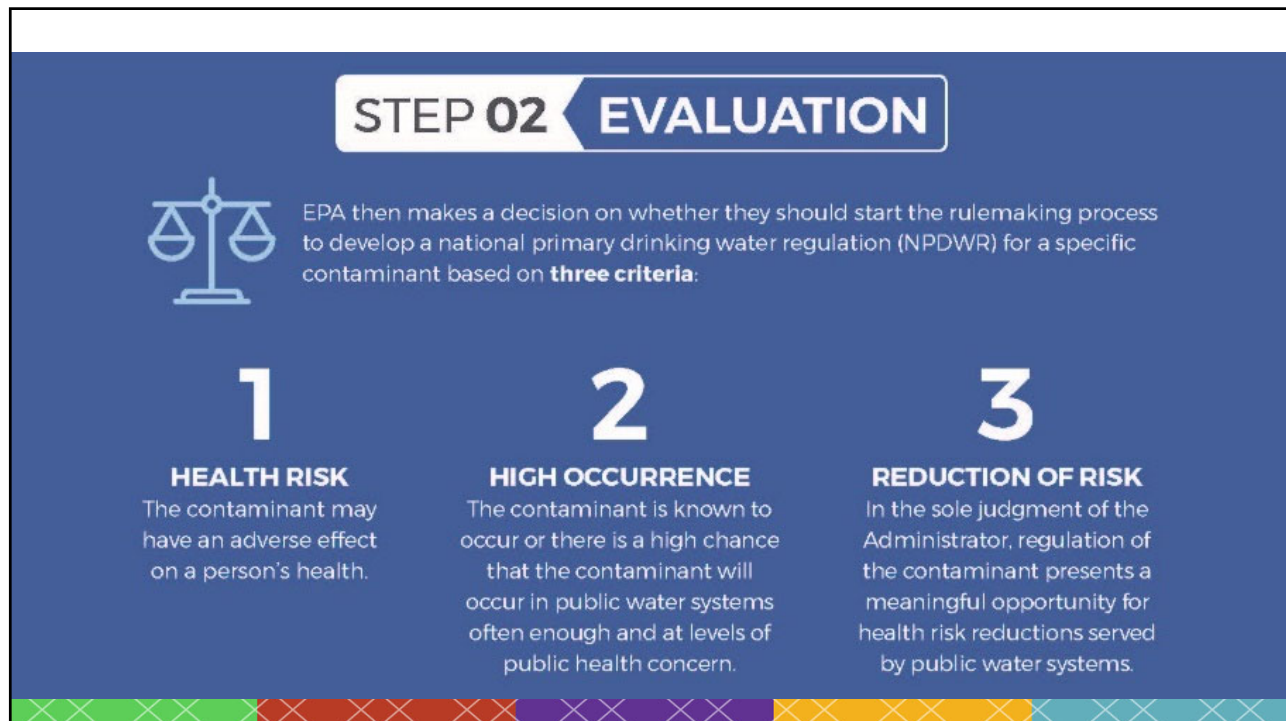 STEP 02 EVALUATION
EPA then makes a decision on whether they should start the rulemaking process
to develop a national primary drinking water regulation (NPDWR) for a specific
contaminant based on three criteria:
1
HEALTH RISK
The contaminant may
have an adverse effect
on a person's health.
2
HIGH OCCURRENCE
The contaminant is known to
occur or there is a high chance
that the contaminant will
occur in public water systems
often enough and at levels of
public health concern.
3
REDUCTION OF RISK
In the sole judgment of the
Administrator, regulation of
the contaminant presents a
meaningful opportunity for
health risk reductions served
by public water systems.